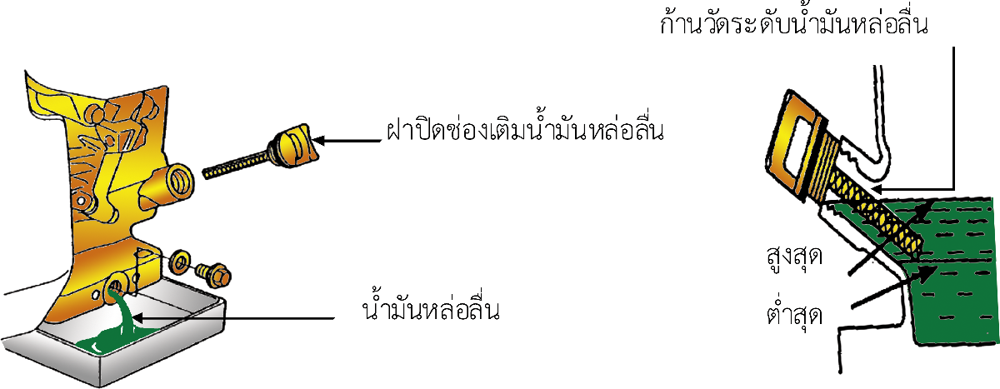 ก้านวัดระดับน้ำมันหล่อลื่น
ฝาปิดช่องเติมน้ำมันหล่อลื่น
สูงสุด
น้ำมันหล่อลื่น
ต่ำสุด